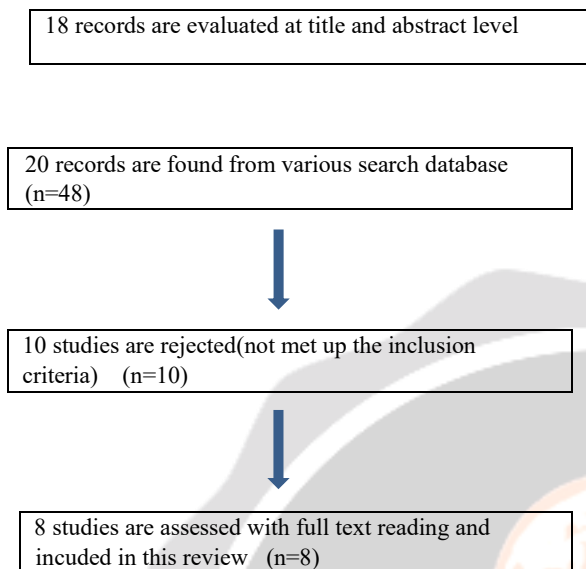 18 records are evaluated at title and abstract level
20 records are found from various search database
(n=48)
10 studies are rejected(not met up the inclusion
criteria) (n=10)
8 studies are assessed with full text reading and
incuded in this review (n=8)